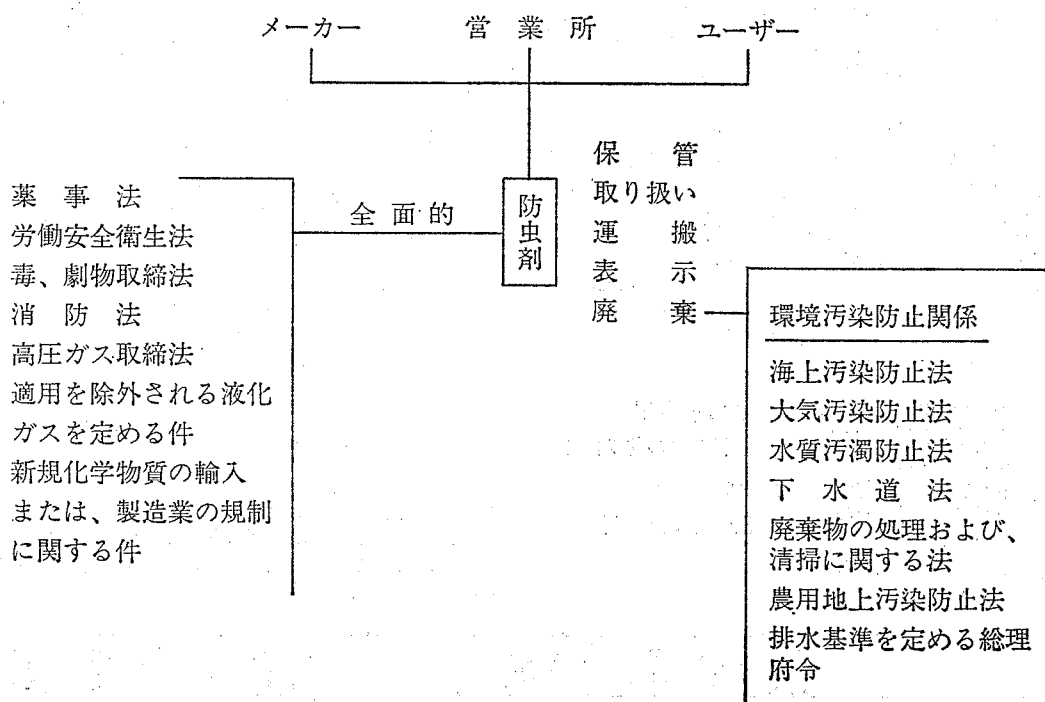 メーカー 営業所 ユーザー
薬事法
労働安全衛生法
毒、劇物取締法
消防法
高圧ガス取締法
適用を除外される液化
ガスを定める件
新規化学物質の輸入
または、製造業の規制
に関する件
全面的
防虫剤
保管
取り扱い
運搬
表示
廃棄
環境汚染防止関係
海上汚染防止法
大気汚染防止法
水質汚濁防止法
下水道法
廃棄物の処理および、
清掃に関する法
農用地上汚染防止法
排水基準を定める総理
府令